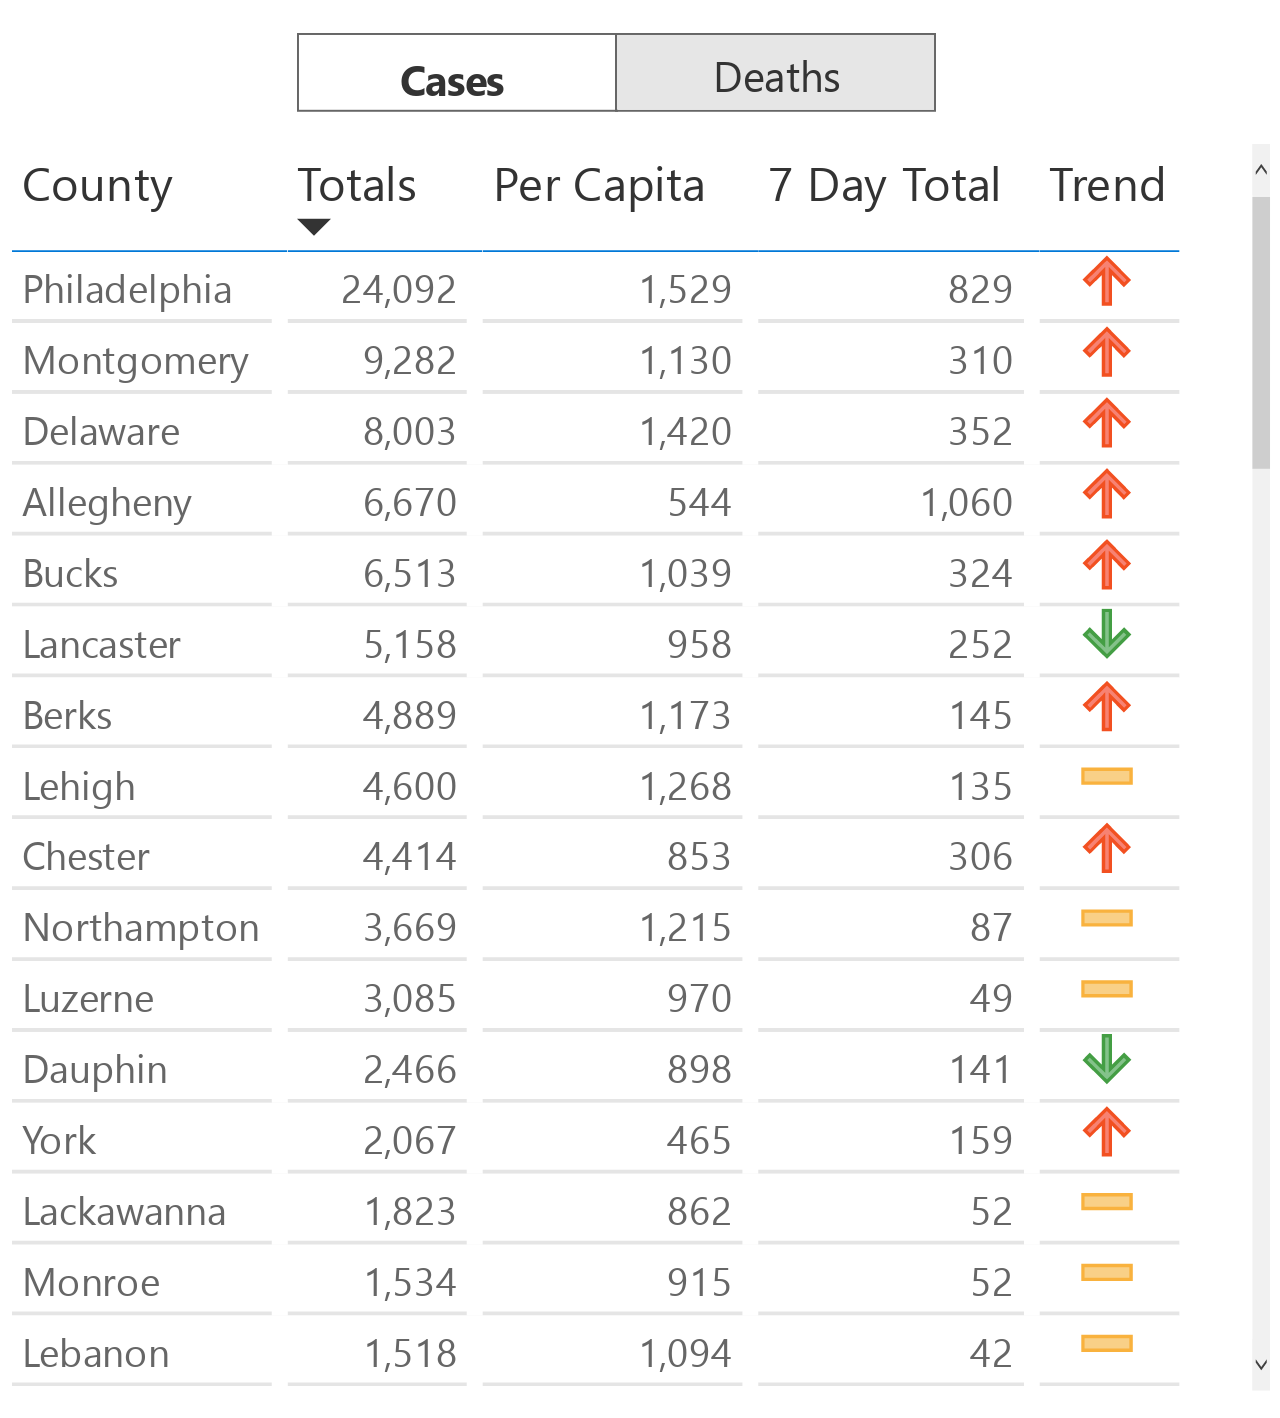 Cases Deaths
County Totals Per Capita 7 Day Total Trend
Philadelphia 24,092 1,529 829
Montgomery 9,282 1,130 310
Delaware 8,003 1,420 352
Allegheny 6,670 544 1,060
Bucks 6,513 1,039 324
Lancaster 5,158 958 252
Berks 4,889 1,173 145
Lehigh 4,600 1,268 135
Chester 4,414 853 306
Northampton 3,669 1,215 87
Luzerne 3,085 970 49
Dauphin 2,466 898 141
York 2,067 465 159
Lackawanna 1,823 862 52
Monroe 1,534 915 52
Lebanon 1,518 1,094 42